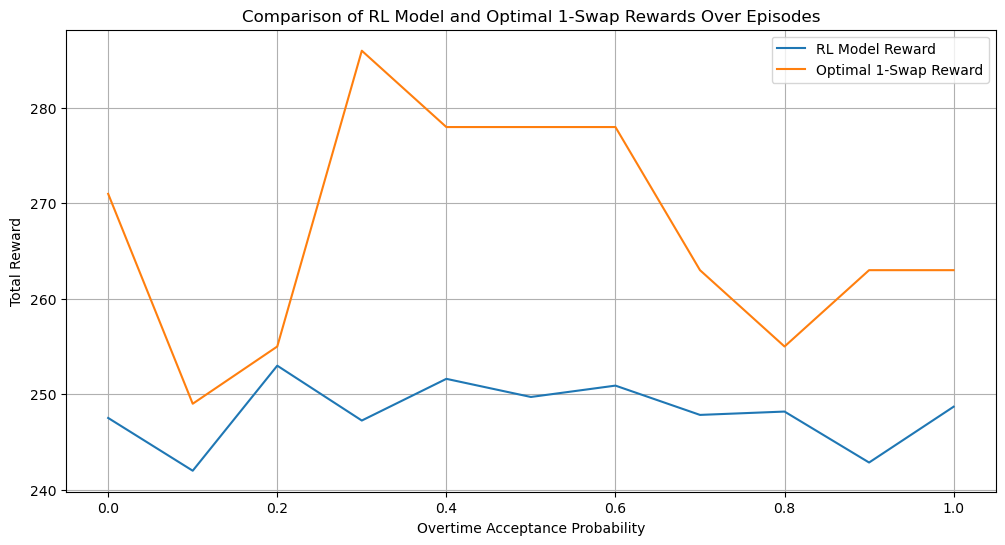 Comparison of RL Model and Optimal 1-Swap Rewards Over Episodes
RL Model Reward
Optimal 1-Swap Reward
Total Reward
280
270
260
250
240
0.0 0.2 0.4 0.6 0.8 1.0
Overtime Acceptance Probability